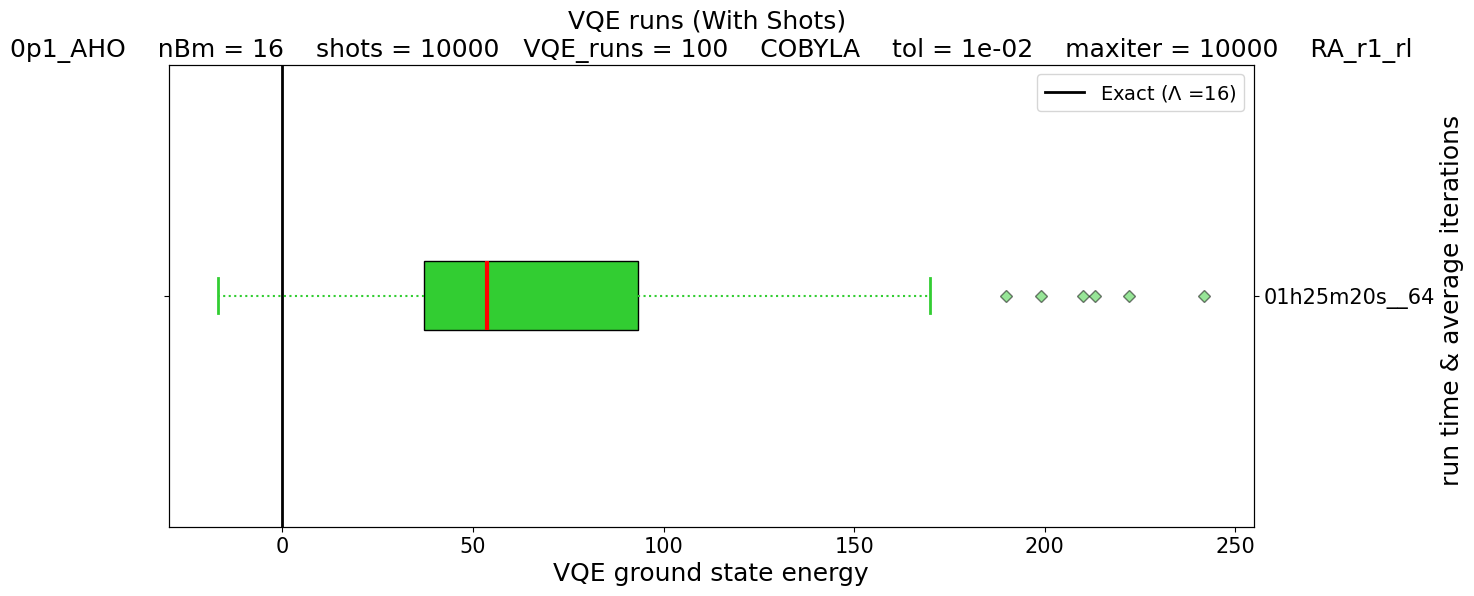 VQE runs (With Shots)
0p1_AHO nBm = 16 shots = 10000 VQE_runs = 100 COBYLA tol = 1e-02 maxiter = 10000 RA_r1_rl
Exact (Λ =16)
01h25m20s__64
run time & average iterations
0 50 100 150 200 250
VQE ground state energy